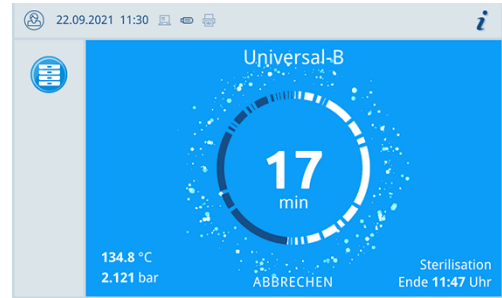 22.09.2021 11:30
i
Universal-B
17
min
134.8 °C
2.121 bar
ABBRECHEN
Sterilisation
Ende 11:47 Uhr